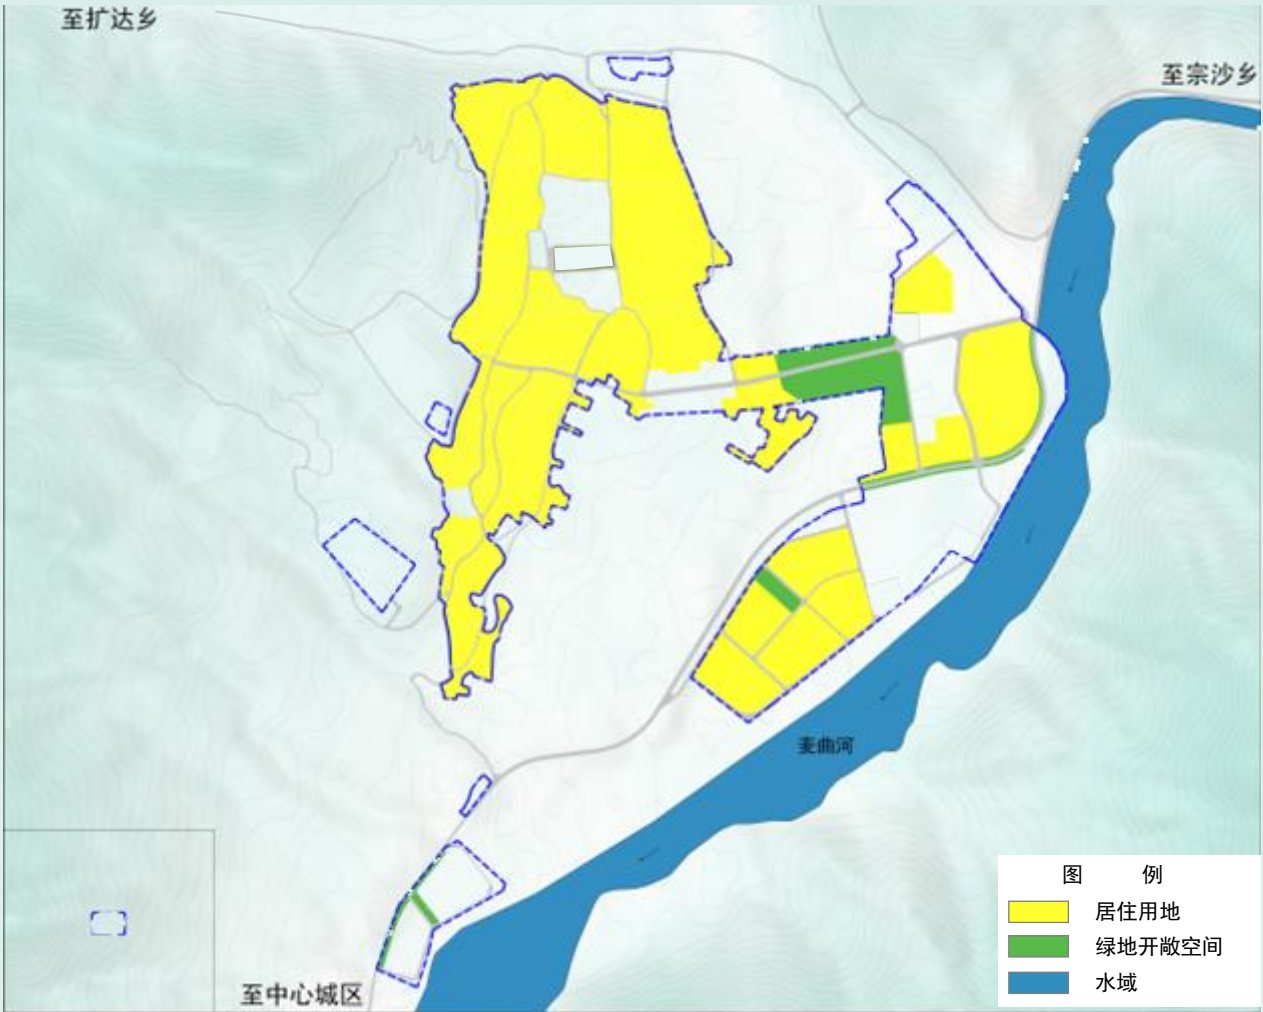 至扩达乡
至宗沙乡
麦曲河
图 例
居住用地
绿地开敞空间
水域
至中心城区